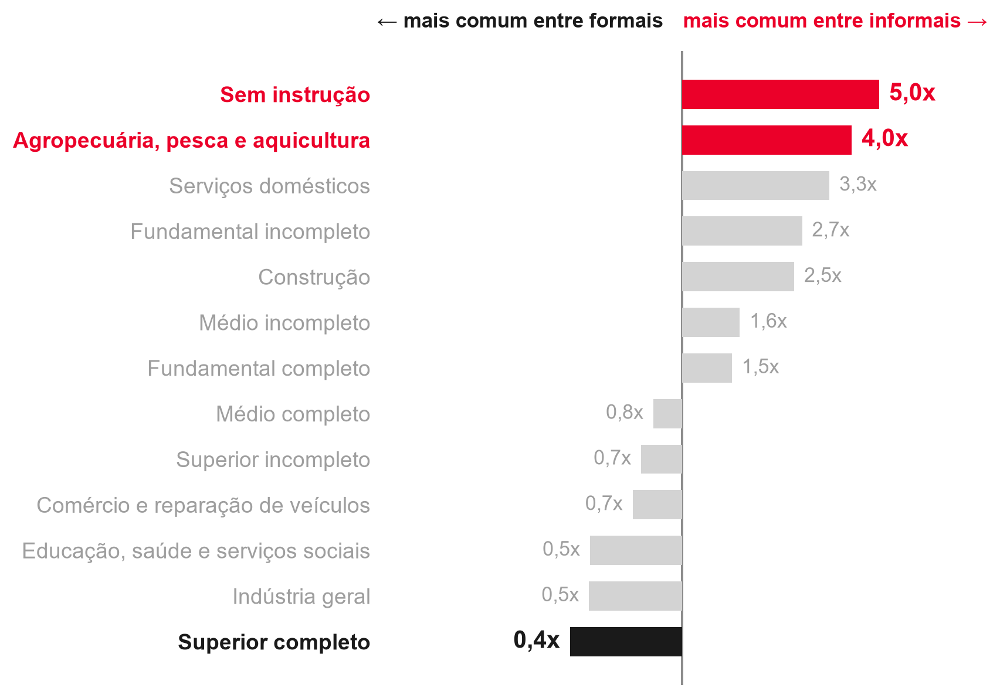 ← mais comum entre formais mais comum entre informais →
Sem instrução 5,0x
Agropecuária, pesca e aquicultura 4,0x
Serviços domésticos 3,3x
Fundamental incompleto 2,7x
Construção 2,5x
Médio incompleto 1,6x
Fundamental completo 1,5x
Médio completo 0,8x
Superior incompleto 0,7x
Comércio e reparação de veículos 0,7x
Educação, saúde e serviços sociais 0,5x
Indústria geral 0,5x
Superior completo 0,4x